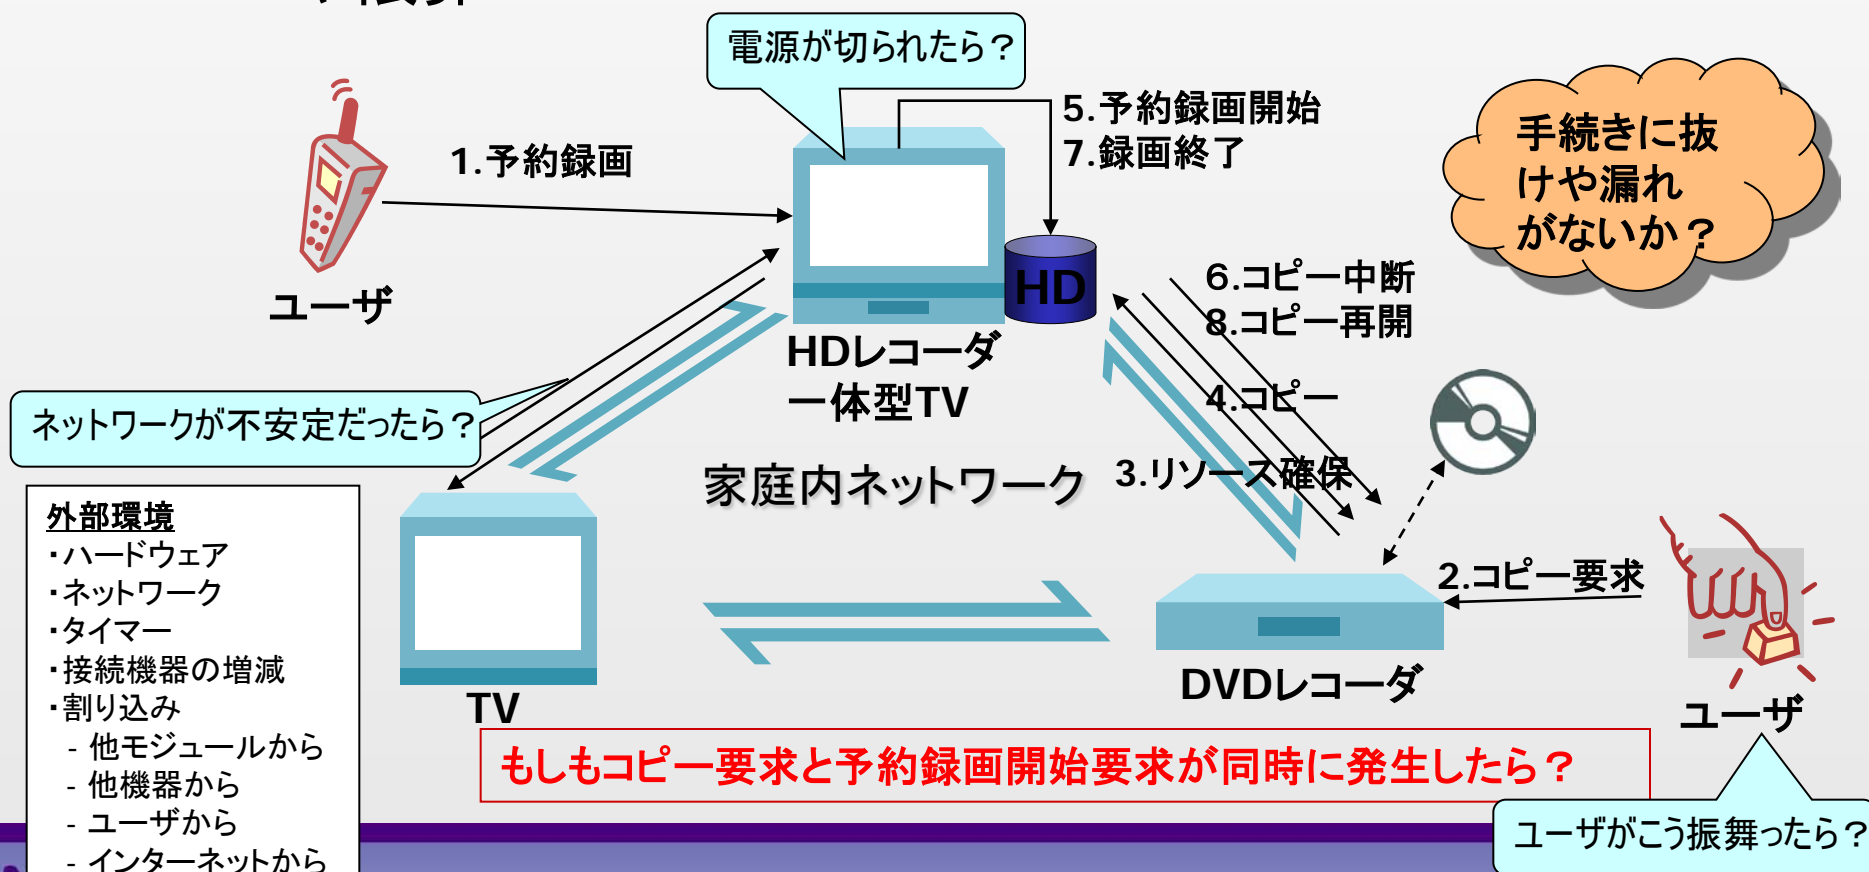 電源が切られたら？
5.予約録画開始
7.録画終了
1.予約録画
手続きに抜
けや漏れ
がないか？
ユーザ
HD
6.コピー中断
8.コピー再開
HDレコーダ
一体型TV
4.コピー
ネットワークが不安定だったら？
家庭内ネットワーク
3.リソース確保
外部環境
・ハードウェア
・ネットワーク
・タイマー
・接続機器の増減
・割り込み
- 他モジュールから
- 他機器から
- ユーザから
- インターネットから
2.コピー要求
TV
DVDレコーダ
ユーザ
もしもコピー要求と予約録画開始要求が同時に発生したら？
ユーザがこう振舞ったら？